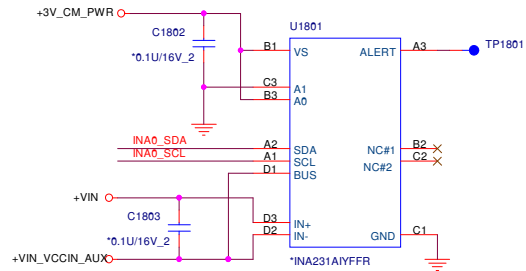 +3V_CM_PWR
C1802
*0.1U/16V_2
U1801
B1 VS ALERT A3 TP1801
C3 A1
B3 A0
INA0_SDA A2 SDA NC#1 B2
INA0_SCL A1 SCL NC#2 C2
D1 BUS
+VIN
C1803
*0.1U/16V_2
D3 IN+
D2 IN- GND C1
+VIN_VCCIN_AUX
*INA231AIYFFR